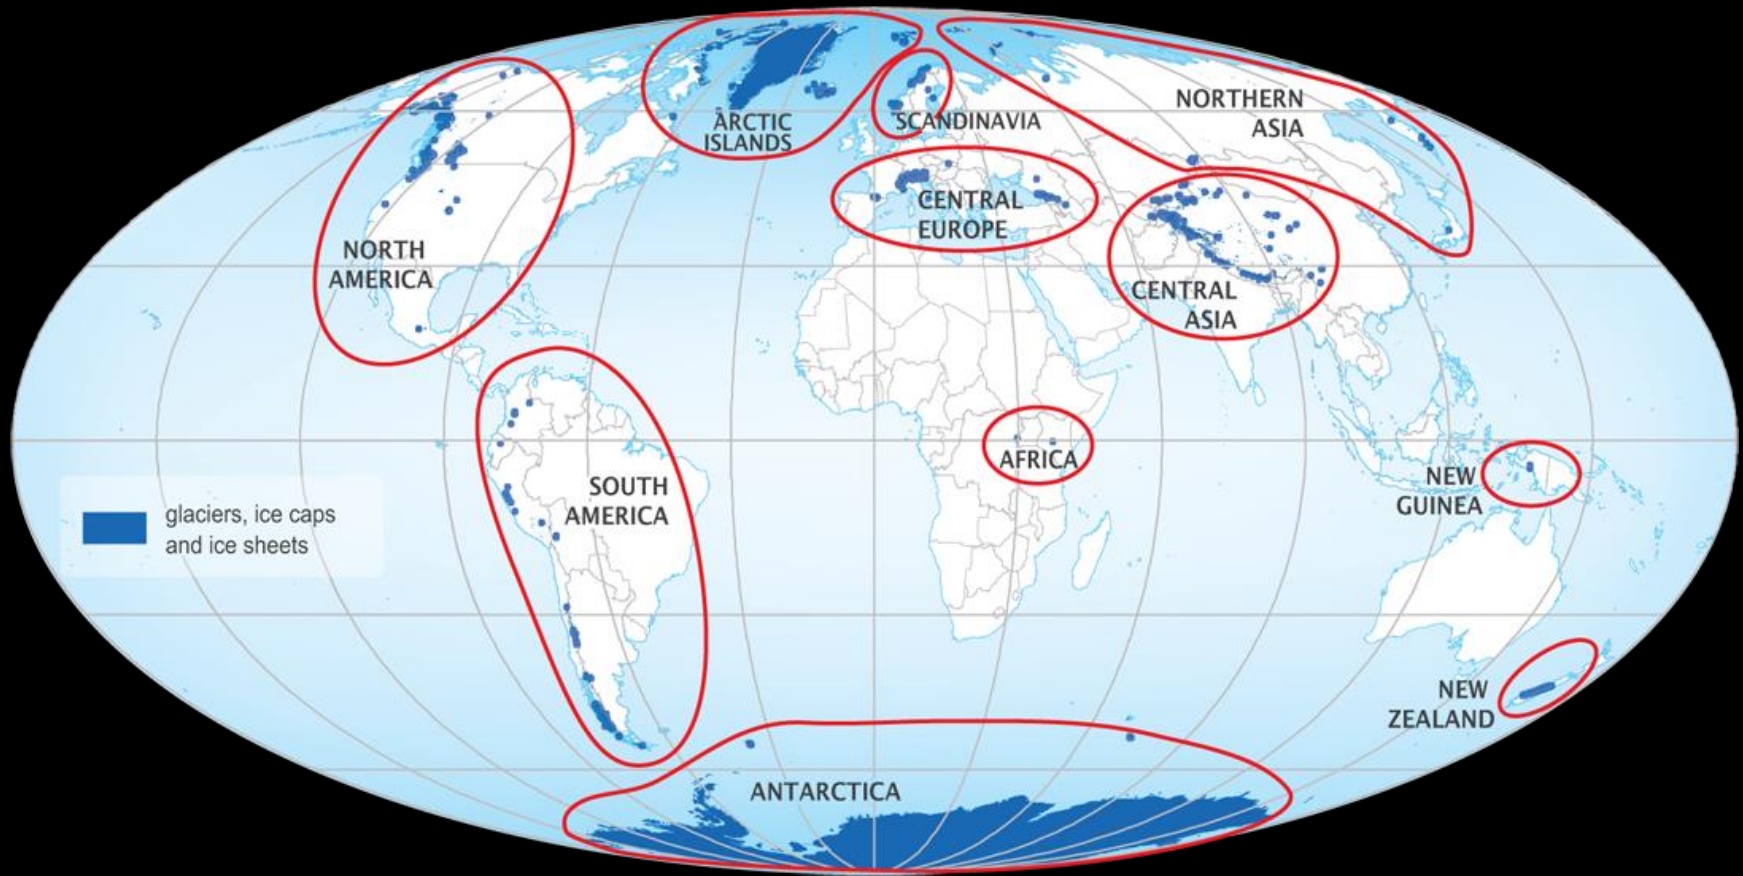 ARCTIC
ISLANDS
SCANDINAVIA
NORTHERN
ASIA
NORTH
AMERICA
CENTRAL
EUROPE
CENTRAL
ASIA
SOUTH
AMERICA
AFRICA
NEW
GUINEA
glaciers, ice caps
and ice sheets
NEW
ZEALAND
ANTARCTICA